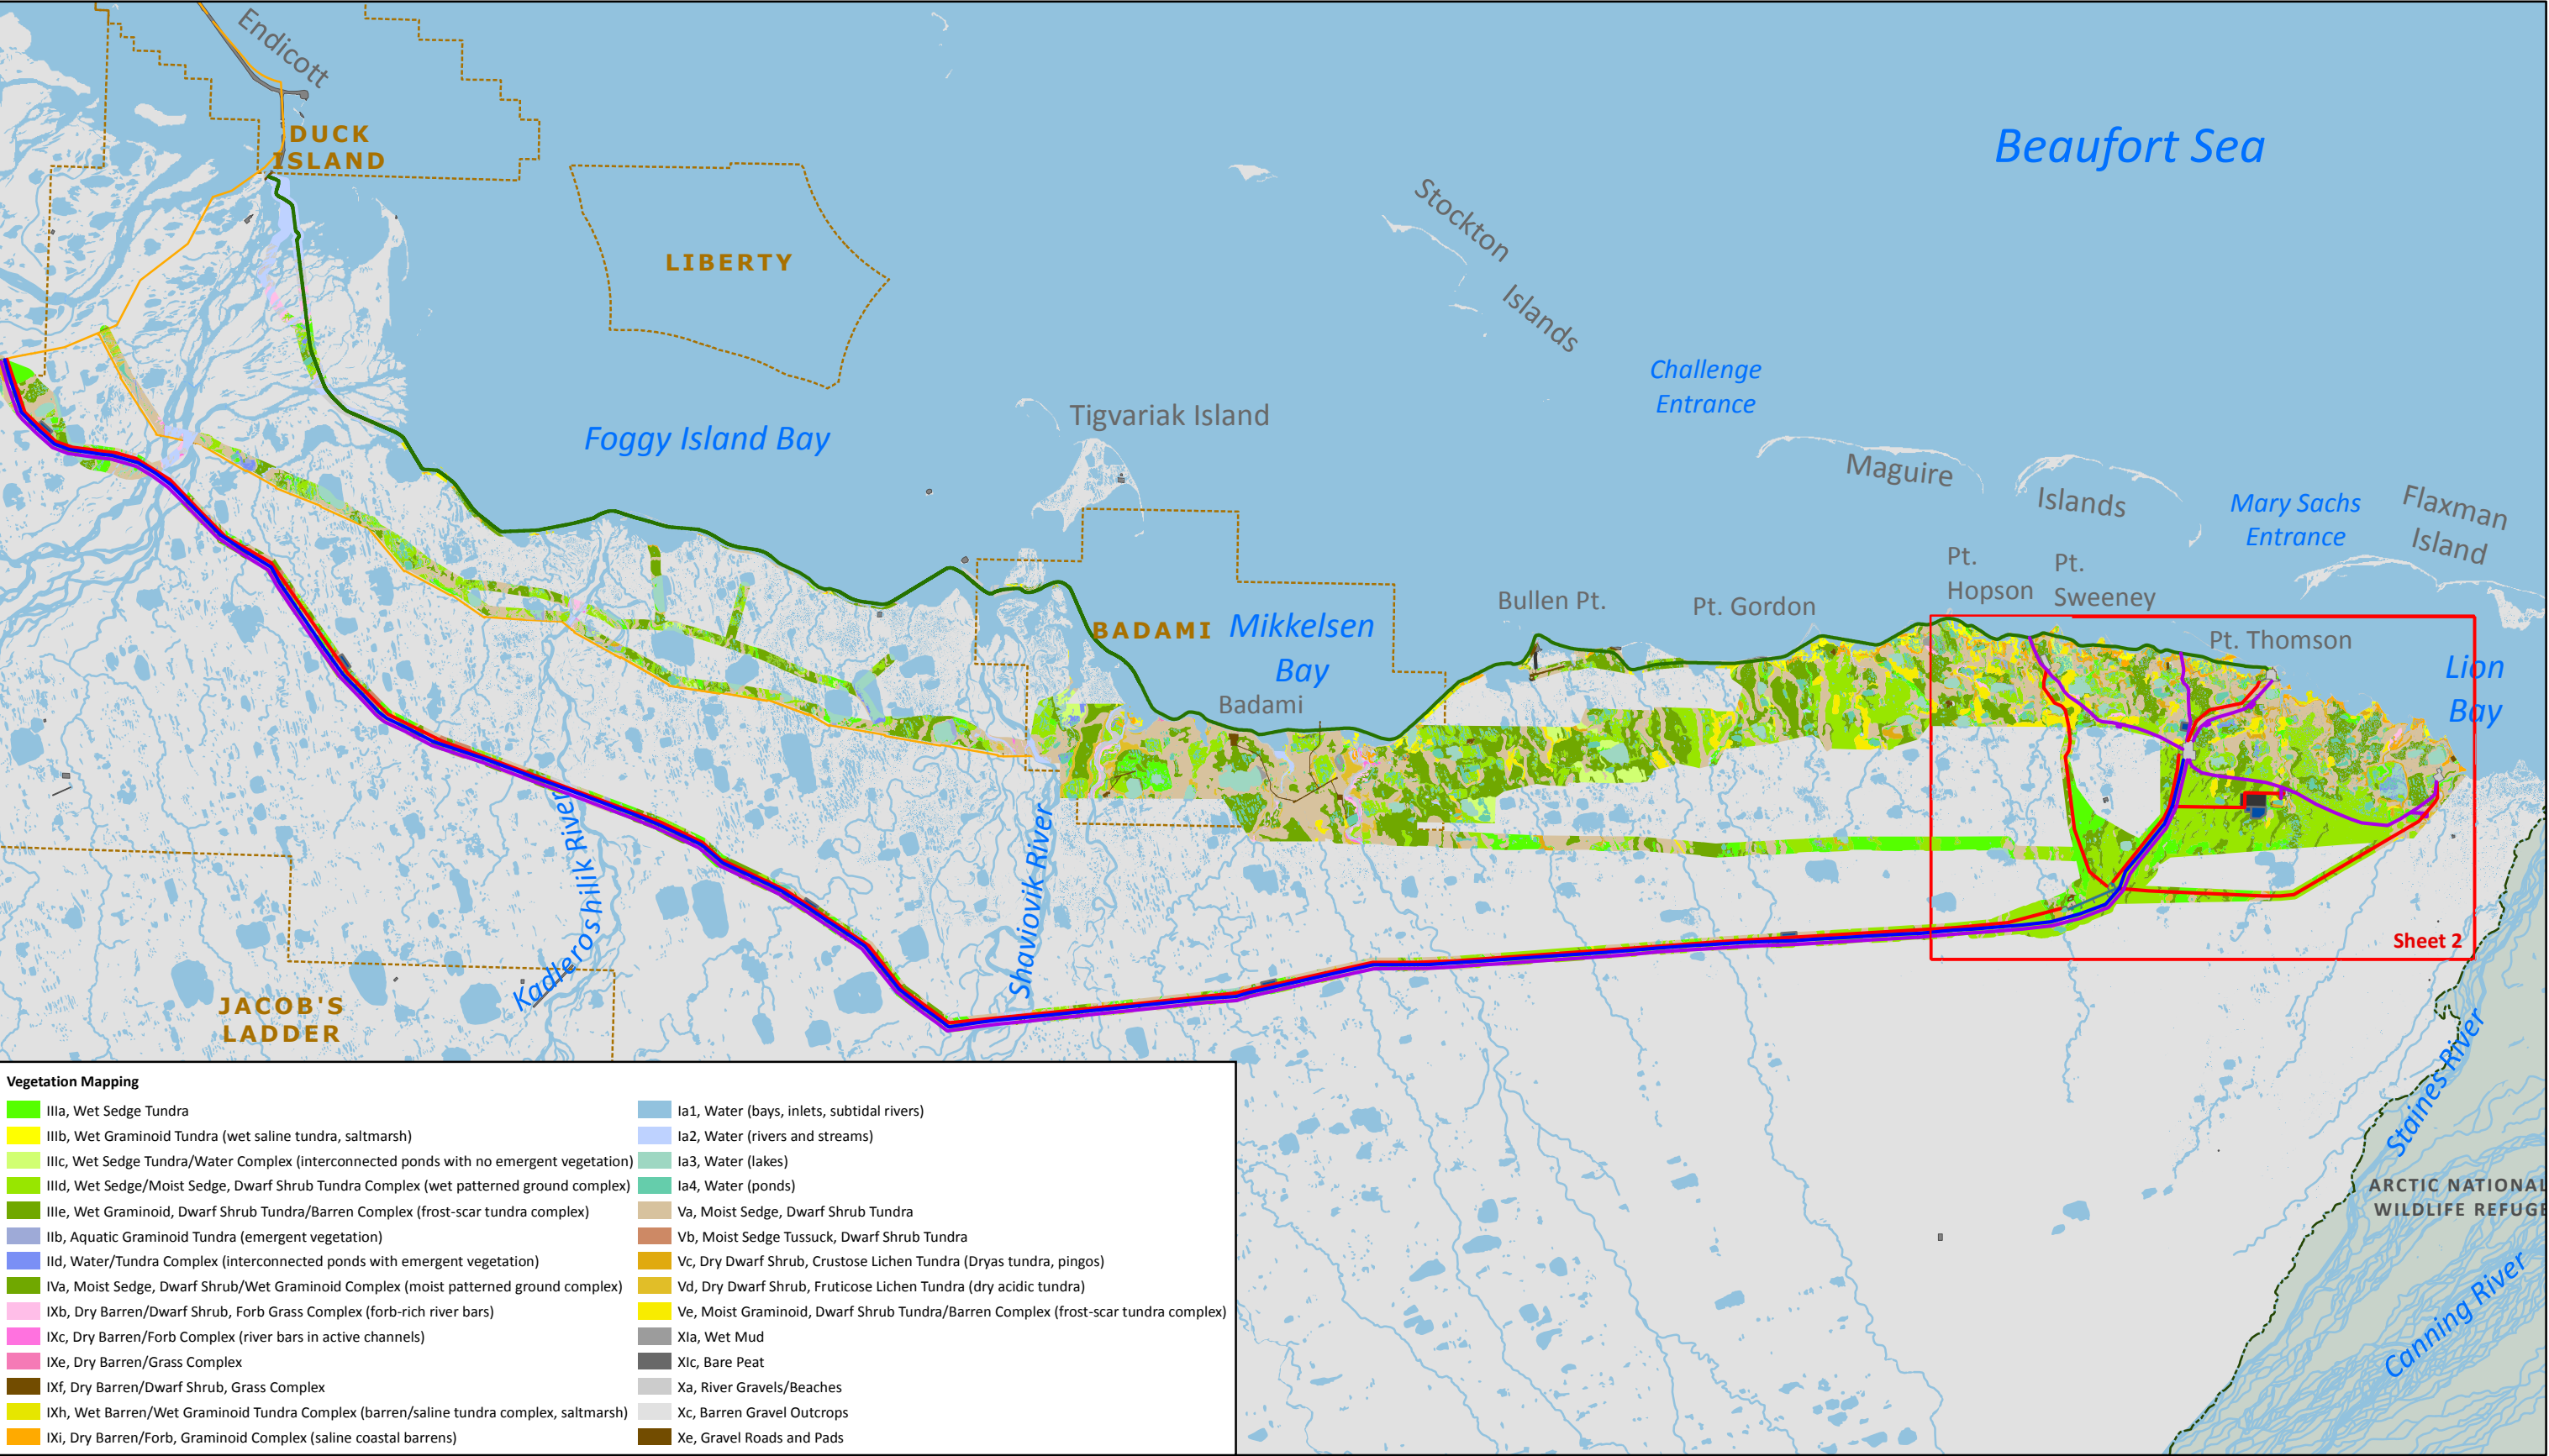 Endicott
DUCK
ISLAND
Beaufort Sea
LIBERTY
Stockton
Islands
Challenge
Entrance
Tigvariak Island
Foggy Island Bay
Maguire
Islands
Mary Sachs
Entrance
Flaxman
Island
Pt.
Hopson
Pt.
Sweeney
Bullen Pt.
Pt. Gordon
BADAMI
Mikkelsen
Bay
Badami
Pt. Thomson
Lion
Bay
Kadleroshilik River
Shaviovik River
Sheet 2
JACOB'S
LADDER
Staines River
ARCTIC NATIONAL
WILDLIFE REFUGE
Canning River
Vegetation Mapping
IIIa, Wet Sedge Tundra
IIIb, Wet Graminoid Tundra (wet saline tundra, saltmarsh)
IIIc, Wet Sedge Tundra/Water Complex (interconnected ponds with no emergent vegetation)
IIId, Wet Sedge/Moist Sedge, Dwarf Shrub Tundra Complex (wet patterned ground complex)
IIIe, Wet Graminoid, Dwarf Shrub Tundra/Barren Complex (frost-scar tundra complex)
IIb, Aquatic Graminoid Tundra (emergent vegetation)
IId, Water/Tundra Complex (interconnected ponds with emergent vegetation)
IVa, Moist Sedge, Dwarf Shrub/Wet Graminoid Complex (moist patterned ground complex)
IXb, Dry Barren/Dwarf Shrub, Forb Grass Complex (forb-rich river bars)
IXc, Dry Barren/Forb Complex (river bars in active channels)
IXe, Dry Barren/Grass Complex
IXf, Dry Barren/Dwarf Shrub, Grass Complex
IXh, Wet Barren/Wet Graminoid Tundra Complex (barren/saline tundra complex, saltmarsh)
IXi, Dry Barren/Forb, Graminoid Complex (saline coastal barrens)
Ia1, Water (bays, inlets, subtidal rivers)
Ia2, Water (rivers and streams)
Ia3, Water (lakes)
Ia4, Water (ponds)
Va, Moist Sedge, Dwarf Shrub Tundra
Vb, Moist Sedge Tussuck, Dwarf Shrub Tundra
Vc, Dry Dwarf Shrub, Crustose Lichen Tundra (Dryas tundra, pingos)
Vd, Dry Dwarf Shrub, Fruticose Lichen Tundra (dry acidic tundra)
Ve, Moist Graminoid, Dwarf Shrub Tundra/Barren Complex (frost-scar tundra complex)
XIa, Wet Mud
XIc, Bare Peat
Xa, River Gravels/Beaches
Xc, Barren Gravel Outcrops
Xe, Gravel Roads and Pads